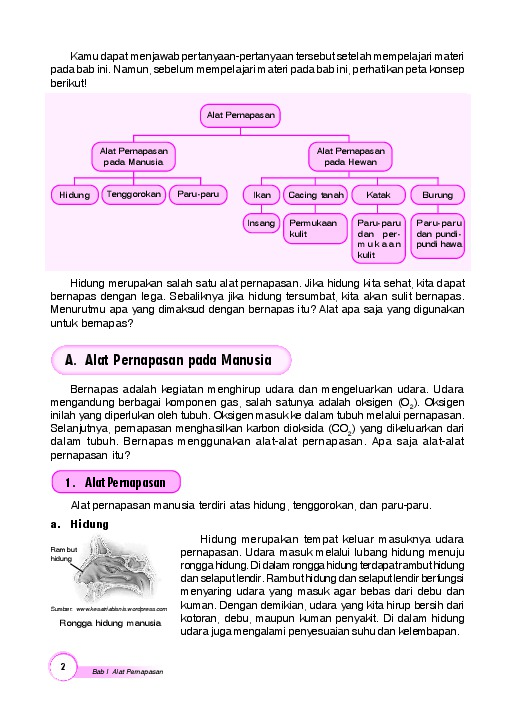 Kamu dapat menjawab pertanyaan-pertanyaan tersebut setelah mempelajari materi
pada bab ini. Namun, sebelum mempelajari materi pada bab ini, perhatikan peta konsep
berikut!
Alat Pernapasan
Alat Pernapasan
pada Manusia
Alat Pernapasan
pada Hewan
Hidung
Tenggorokan
Paru-paru
Ikan
Cacing tanah
Katak
Burung
Insang
Permukaan
kulit
Paru-paru
dan per-
mukaan
kulit
Paru-paru
dan pundi-
pundi hawa
Hidung merupakan salah satu alat pernapasan. Jika hidung kita sehat, kita dapat
bernapas dengan lega. Sebaliknya jika hidung tersumbat, kita akan sulit bernapas.
Menurutmu apa yang dimaksud dengan bernapas itu? Alat apa saja yang digunakan
untuk bernapas?
A. Alat Pernapasan pada Manusia
Bernapas adalah kegiatan menghirup udara dan mengeluarkan udara. Udara
mengandung berbagai komponen gas, salah satunya adalah oksigen (O₂). Oksigen
inilah yang diperlukan oleh tubuh. Oksigen masuk ke dalam tubuh melalui pernapasan.
Selanjutnya, pernapasan menghasilkan karbon dioksida (CO₂) yang dikeluarkan dari
dalam tubuh. Bernapas menggunakan alat-alat pernapasan. Apa saja alat-alat
pernapasan itu?
1. Alat Pernapasan
Alat pernapasan manusia terdiri atas hidung, tenggorokan, dan paru-paru.
a. Hidung
Rambut
hidung
Sumber: www.kesatriabisnis.wordpress.com
Rongga hidung manusia
Hidung merupakan tempat keluar masuknya udara
pernapasan. Udara masuk melalui lubang hidung menuju
rongga hidung. Di dalam rongga hidung terdapat rambut hidung
dan selaput lendir. Rambut hidung dan selaput lendir berfungsi
menyaring udara yang masuk agar bebas dari debu dan
kuman. Dengan demikian, udara yang kita hirup bersih dari
kotoran, debu, maupun kuman penyakit. Di dalam hidung
udara juga mengalami penyesuaian suhu dan kelembapan.
2
Bab I Alat Pernapasan